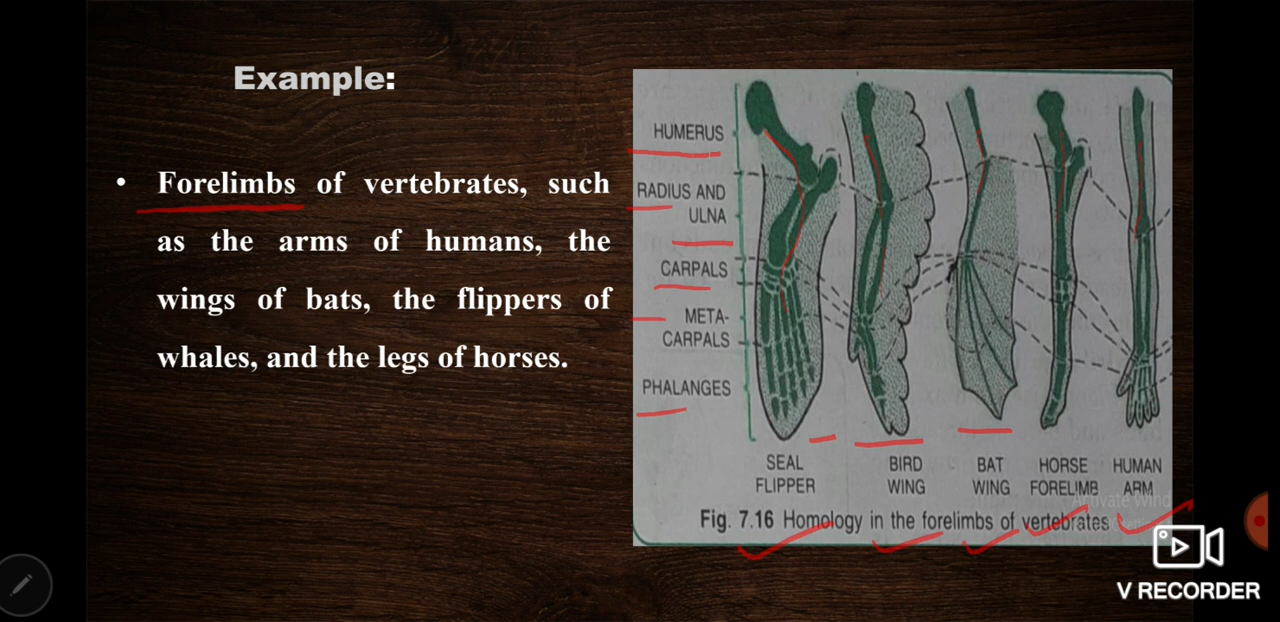 Example:
• Forelimbs of vertebrates, such
as the arms of humans, the
wings of bats, the flippers of
whales, and the legs of horses.
HUMERUS
RADIUS AND
ULNA
CARPALS
META-
CARPALS
PHALANGES
SEAL
FLIPPER
BIRD
WING
BAT
WING
HORSE
FORELIMB
HUMAN
ARM
Fig. 7.16 Homology in the forelimbs of vertebrates
Activate Wind
V RECORDER